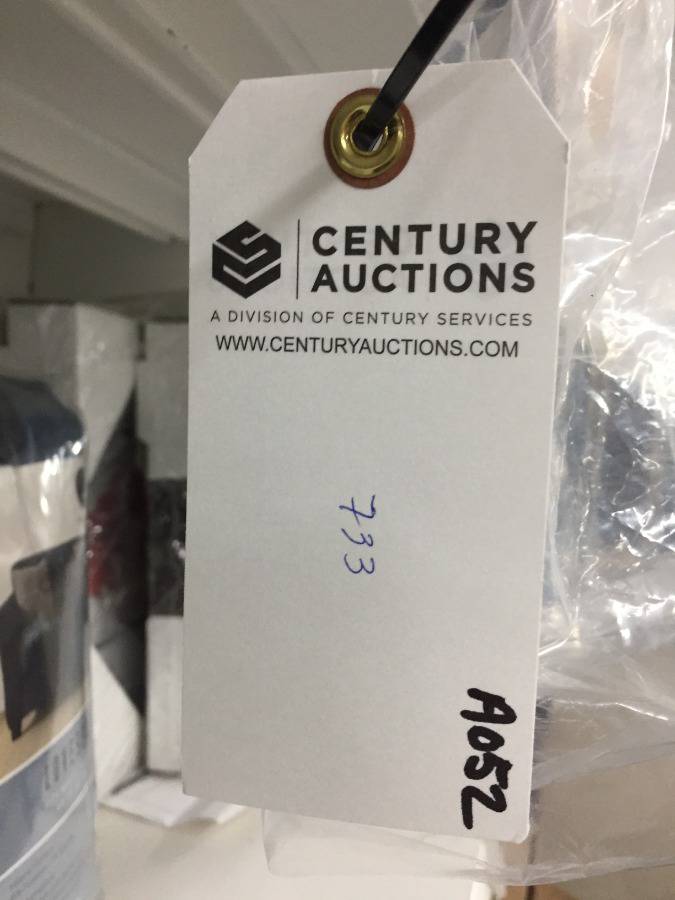 CENTURY
AUCTIONS
A DIVISION OF CENTURY SERVICES
WWW.CENTURYAUCTIONS.COM
733
A052